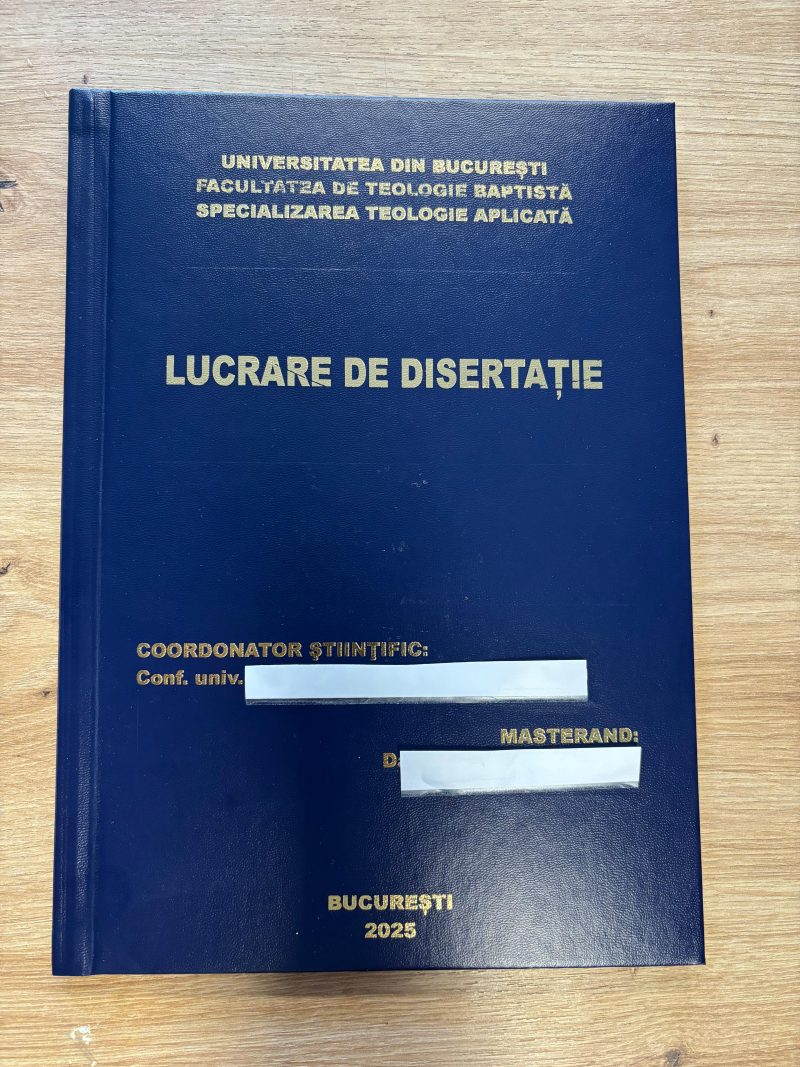 UNIVERSITATEA DIN BUCUREȘTI
FACULTATEA DE TEOLOGIE BAPTISTĂ
SPECIALIZAREA TEOLOGIE APLICATĂ
LUCRARE DE DISERTAȚIE
COORDONATOR ŞTIINŢIFIC:
Conf. univ.
MASTERAND:
BUCUREȘTI
2025